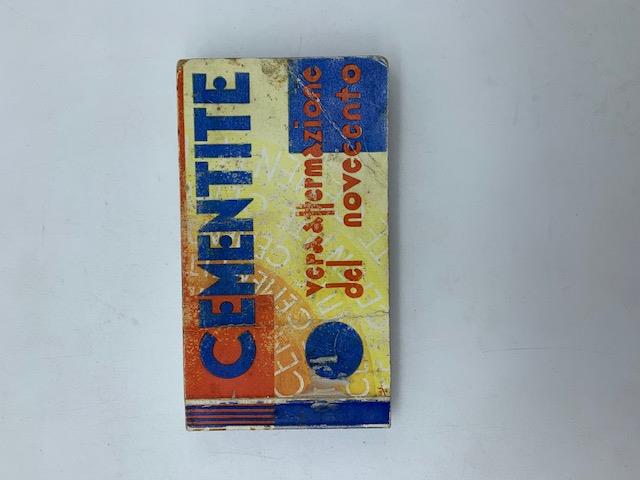 CEMENTITE
vera affermazione
del novecento